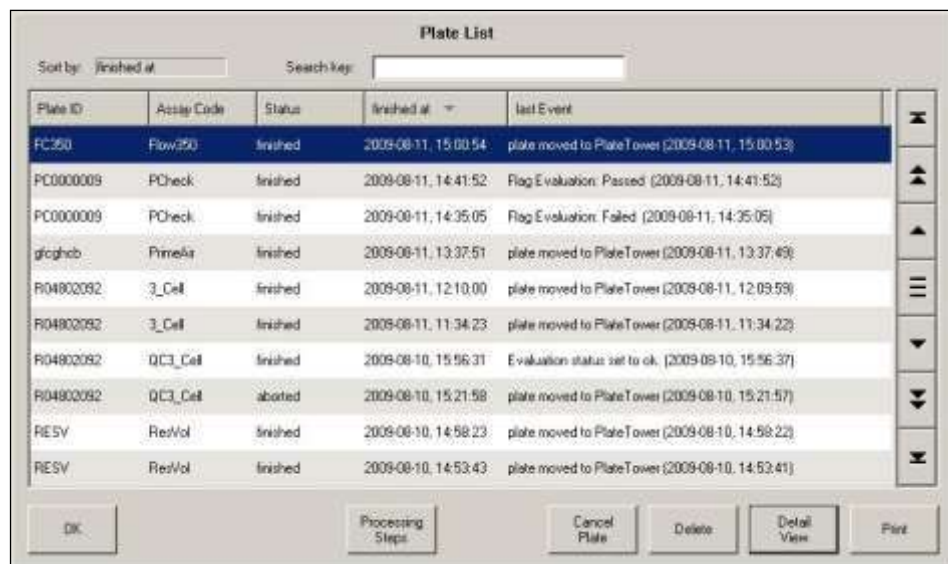 Plate List
Sort by: finished at Search key:
Plate ID Assay Code Status finished at last Event
FC350 Flow350 finished 2009-08-11, 15:00:54 plate moved to PlateTower (2009-08-11, 15:00:53)
PC0000009 PCheck finished 2009-08-11, 14:41:52 Flag Evaluation: Passed (2009-08-11, 14:41:52)
PC0000009 PCheck finished 2009-08-11, 14:35:05 Flag Evaluation: Failed (2009-08-11, 14:35:05)
gfcghcb PrimeAir finished 2009-08-11, 13:37:51 plate moved to PlateTower (2009-08-11, 13:37:49)
R04802092 3_Cell finished 2009-08-11, 12:10:00 plate moved to PlateTower (2009-08-11, 12:09:59)
R04802092 3_Cell finished 2009-08-11, 11:34:23 plate moved to PlateTower (2009-08-11, 11:34:22)
R04802092 QC3_Cell finished 2009-08-10, 15:56:31 Evaluation status set to ok. (2009-08-10, 15:56:37)
R04802092 QC3_Cell aborted 2009-08-10, 15:21:58 plate moved to PlateTower (2009-08-10, 15:21:57)
RESV ResVol finished 2009-08-10, 14:58:23 plate moved to PlateTower (2009-08-10, 14:58:22)
RESV ResVol finished 2009-08-10, 14:53:43 plate moved to PlateTower (2009-08-10, 14:53:41)
OK Processing Steps Cancel Plate Delete Detail View Print